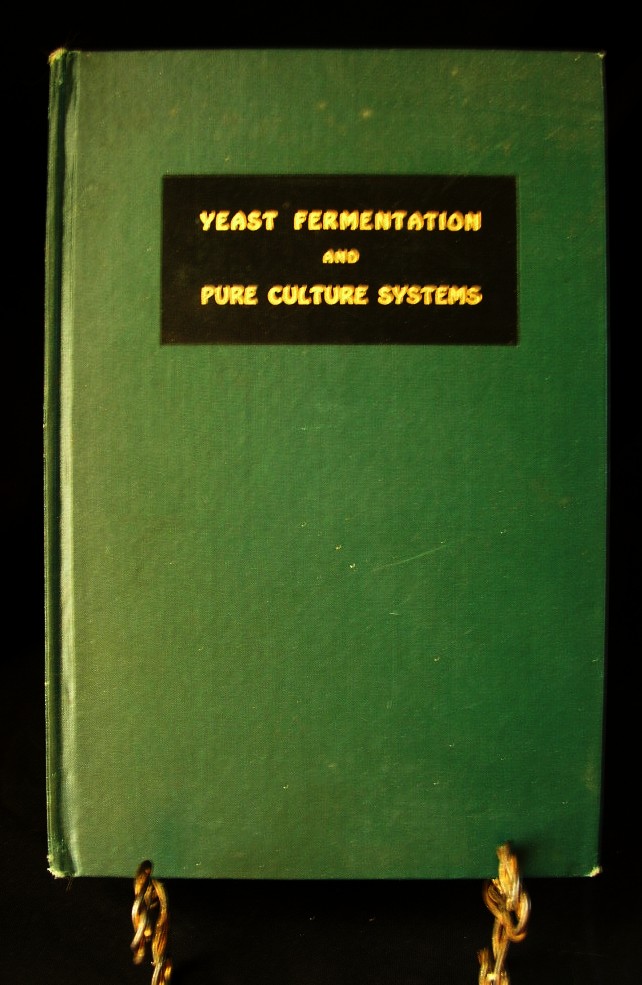 YEAST FERMENTATION
AND
PURE CULTURE SYSTEMS